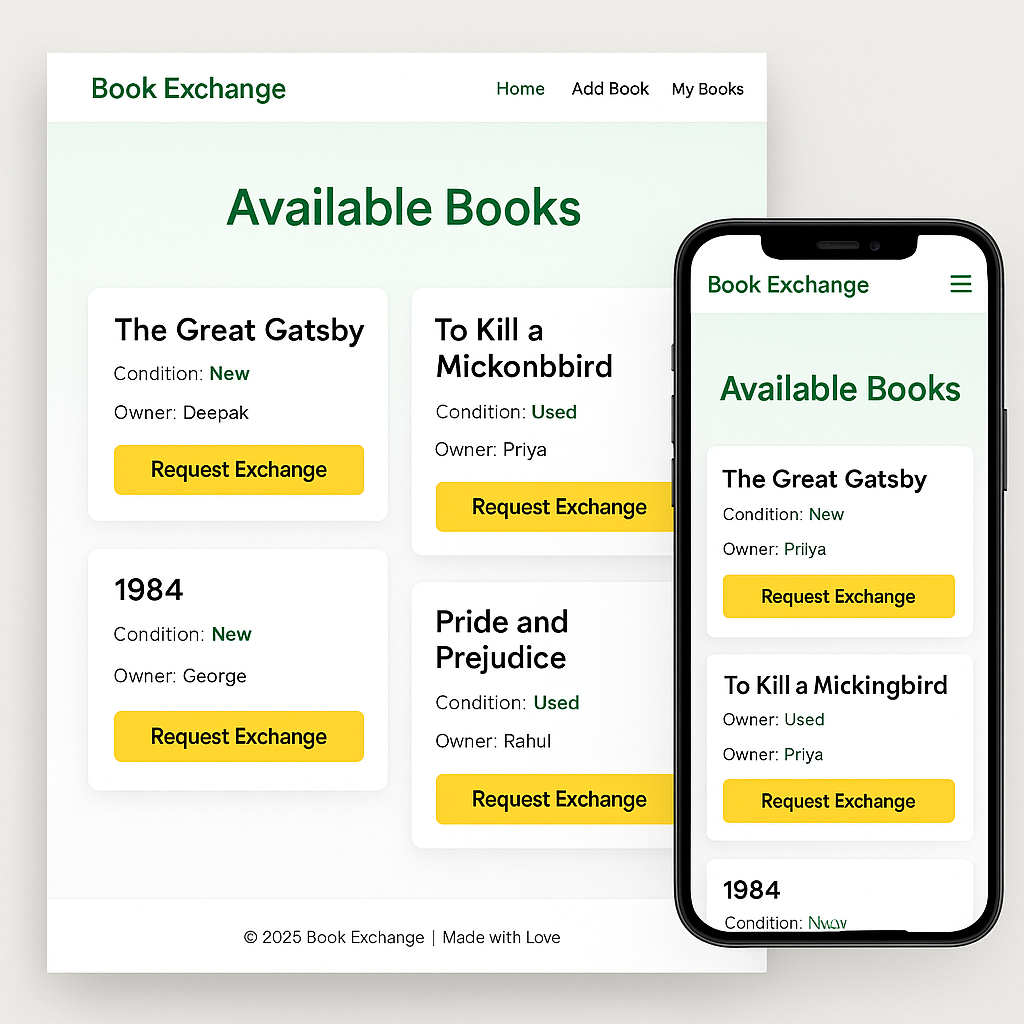 Book Exchange
Home Add Book My Books
Available Books
The Great Gatsby
Condition: New
Owner: Deepak
Request Exchange
To Kill a
Mickonbbird
Condition: Used
Owner: Priya
Request Exchange
1984
Condition: New
Owner: George
Request Exchange
Pride and
Prejudice
Condition: Used
Owner: Rahul
Request Exchange
© 2025 Book Exchange | Made with Love
Book Exchange
Available Books
The Great Gatsby
Condition: New
Owner: Prilya
Request Exchange
To Kill a Mickingbird
Owner: Used
Owner: Priya
Request Exchange
1984
Condition: